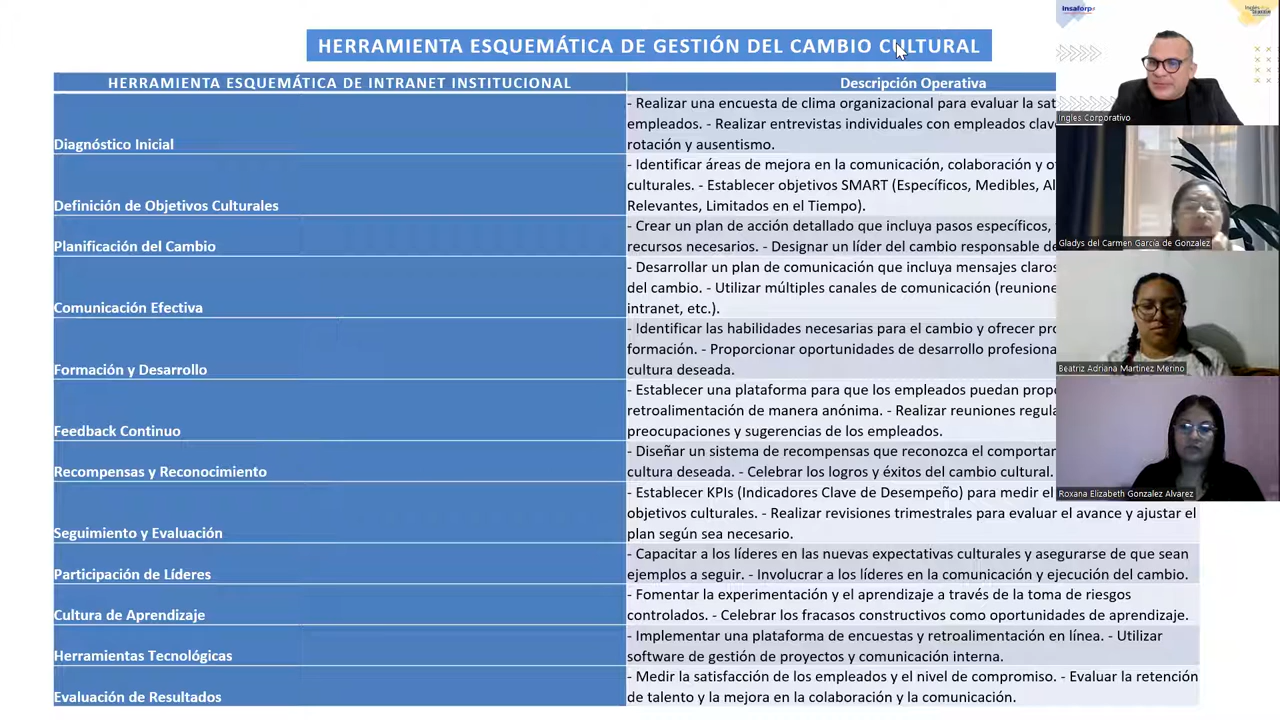 HERRAMIENTA ESQUEMÁTICA DE GESTIÓN DEL CAMBIO CULTURAL
HERRAMIENTA ESQUEMÁTICA DE INTRANET INSTITUCIONAL
Descripción Operativa
Diagnóstico Inicial
- Realizar una encuesta de clima organizacional para evaluar la
empleados. - Realizar entrevistas individuales con empleados
rotación y ausentismo.
Definición de Objetivos Culturales
- Identificar áreas de mejora en la comunicación, colaboración y
culturales. - Establecer objetivos SMART (Específicos, Medibles,
Relevantes, Limitados en el Tiempo).
Planificación del Cambio
- Crear un plan de acción detallado que incluya pasos específicos,
recursos necesarios. - Designar un líder del cambio responsable
Comunicación Efectiva
- Desarrollar un plan de comunicación que incluya mensajes claros
del cambio. - Utilizar múltiples canales de comunicación
intranet, etc.).
Formación y Desarrollo
- Identificar las habilidades necesarias para el cambio y ofrecer
formación. - Proporcionar oportunidades de desarrollo
cultura deseada.
Feedback Continuo
- Establecer una plataforma para que los empleados puedan
retroalimentación de manera anónima. - Realizar reuniones
preocupaciones y sugerencias de los empleados.
Recompensas y Reconocimiento
- Diseñar un sistema de recompensas que reconozca el
cultura deseada. - Celebrar los logros y éxitos del cambio cultural.
Seguimiento y Evaluación
- Establecer KPIs (Indicadores Clave de Desempeño) para medir el
objetivos culturales. - Realizar revisiones trimestrales para evaluar el avance y ajustar el
plan según sea necesario.
Participación de Líderes
- Capacitar a los líderes en las nuevas expectativas culturales y asegurarse de que sean
ejemplos a seguir. - Involucrar a los líderes en la comunicación y ejecución del cambio.
Cultura de Aprendizaje
- Fomentar la experimentación y el aprendizaje a través de la toma de riesgos
controlados. - Celebrar los fracasos constructivos como oportunidades de aprendizaje.
Herramientas Tecnológicas
- Implementar una plataforma de encuestas y retroalimentación en línea. - Utilizar
software de gestión de proyectos y comunicación interna.
Evaluación de Resultados
- Medir la satisfacción de los empleados y el nivel de compromiso. - Evaluar la retención
de talento y la mejora en la colaboración y la comunicación.
Insaforp
Ingles Corporativo
Gladys del Carmen Garcia de Gonzalez
Beatriz Adriana Martinez Merino
Roxana Elizabeth Gonzalez Alvarez